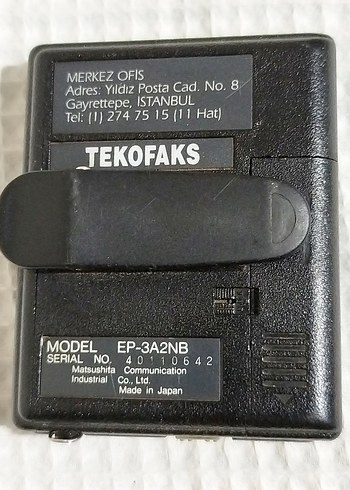 MERKEZ OFİS
Adres: Yıldız Posta Cad. No. 8
Gayrettepe, İSTANBUL
Tel: (1) 274 75 15 (11 Hat)
TEKOFAKS
MODEL EP-3A2NB
SERIAL NO. 40110642
Matsushita Communication
Industrial Co., Ltd.
Made in Japan